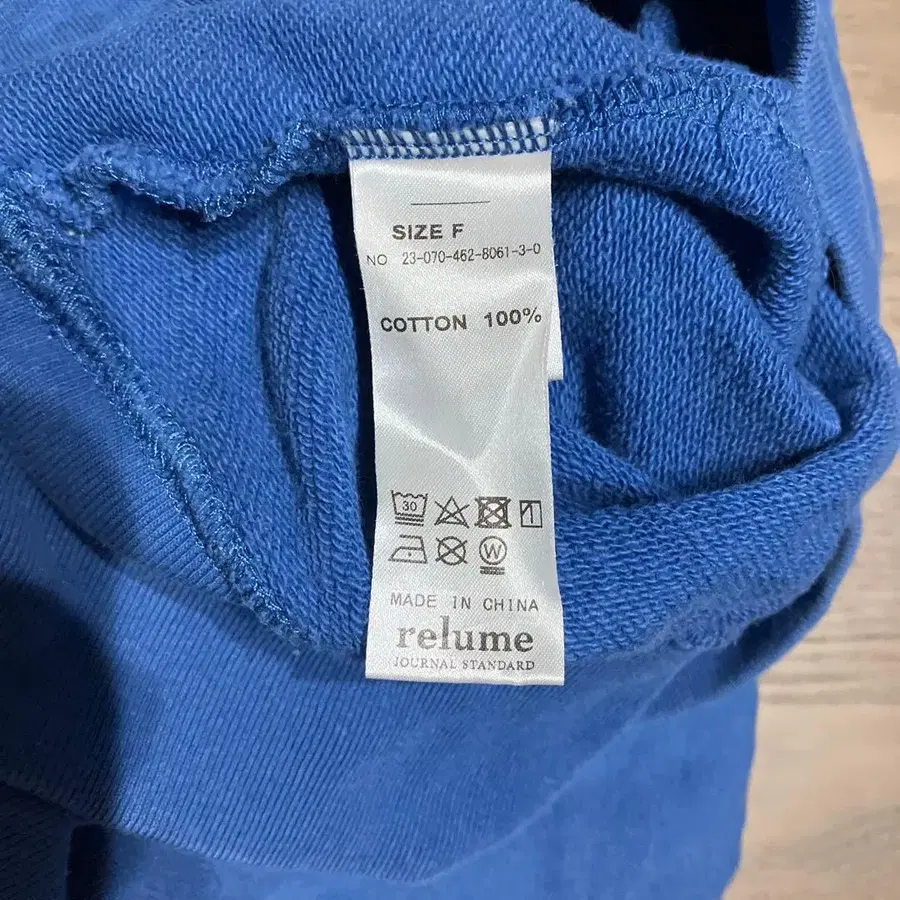 SIZE F
NO 23-070-462-8061-3-0
COTTON 100%
30
W
MADE IN CHINA
relume
JOURNAL STANDARD